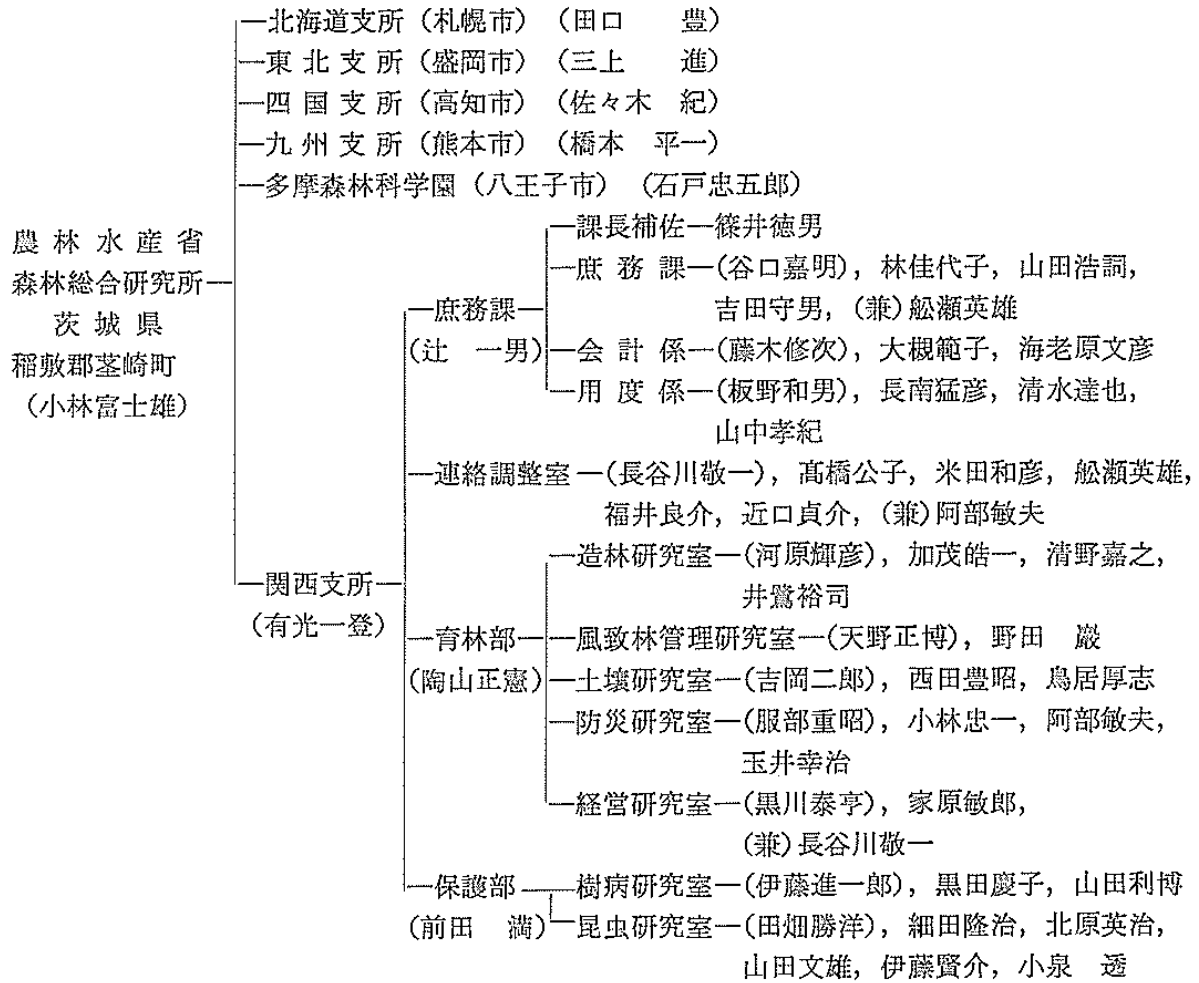 北海道支所 (札幌市) (田口 豊)
東北支所 (盛岡市) (三上 進)
四国支所 (高知市) (佐々木 紀)
九州支所 (熊本市) (橋本 平一)
多摩森林科学園 (八王子市) (石戸忠五郎)
農林水産省
森林総合研究所
茨城県
稲敷郡茎崎町
(小林富士雄)
関西支所
(有光一登)
庶務課
(辻 一男)
課長補佐 篠井徳男
庶務課 (谷口嘉明), 林佳代子, 山田浩詞,
吉田守男, (兼)舩瀬英雄
会計係 (藤木修次), 大槻範子, 海老原文彦
用度係 (板野和男), 長南猛彦, 清水達也,
山中孝紀
連絡調整室 (長谷川敬一), 髙橋公子, 米田和彦, 舩瀬英雄,
福井良介, 近口貞介, (兼)阿部敏夫
育林部
(陶山正憲)
造林研究室 (河原輝彦), 加茂皓一, 清野嘉之,
井鷺裕司
風致林管理研究室 (天野正博), 野田 巌
土壌研究室 (吉岡二郎), 西田豊昭, 鳥居厚志
防災研究室 (服部重昭), 小林忠一, 阿部敏夫,
玉井幸治
経営研究室 (黒川泰亨), 家原敏郎,
(兼)長谷川敬一
保護部
(前田 満)
樹病研究室 (伊藤進一郎), 黒田慶子, 山田利博
昆虫研究室 (田畑勝洋), 細田隆治, 北原英治,
山田文雄, 伊藤賢介, 小泉 透